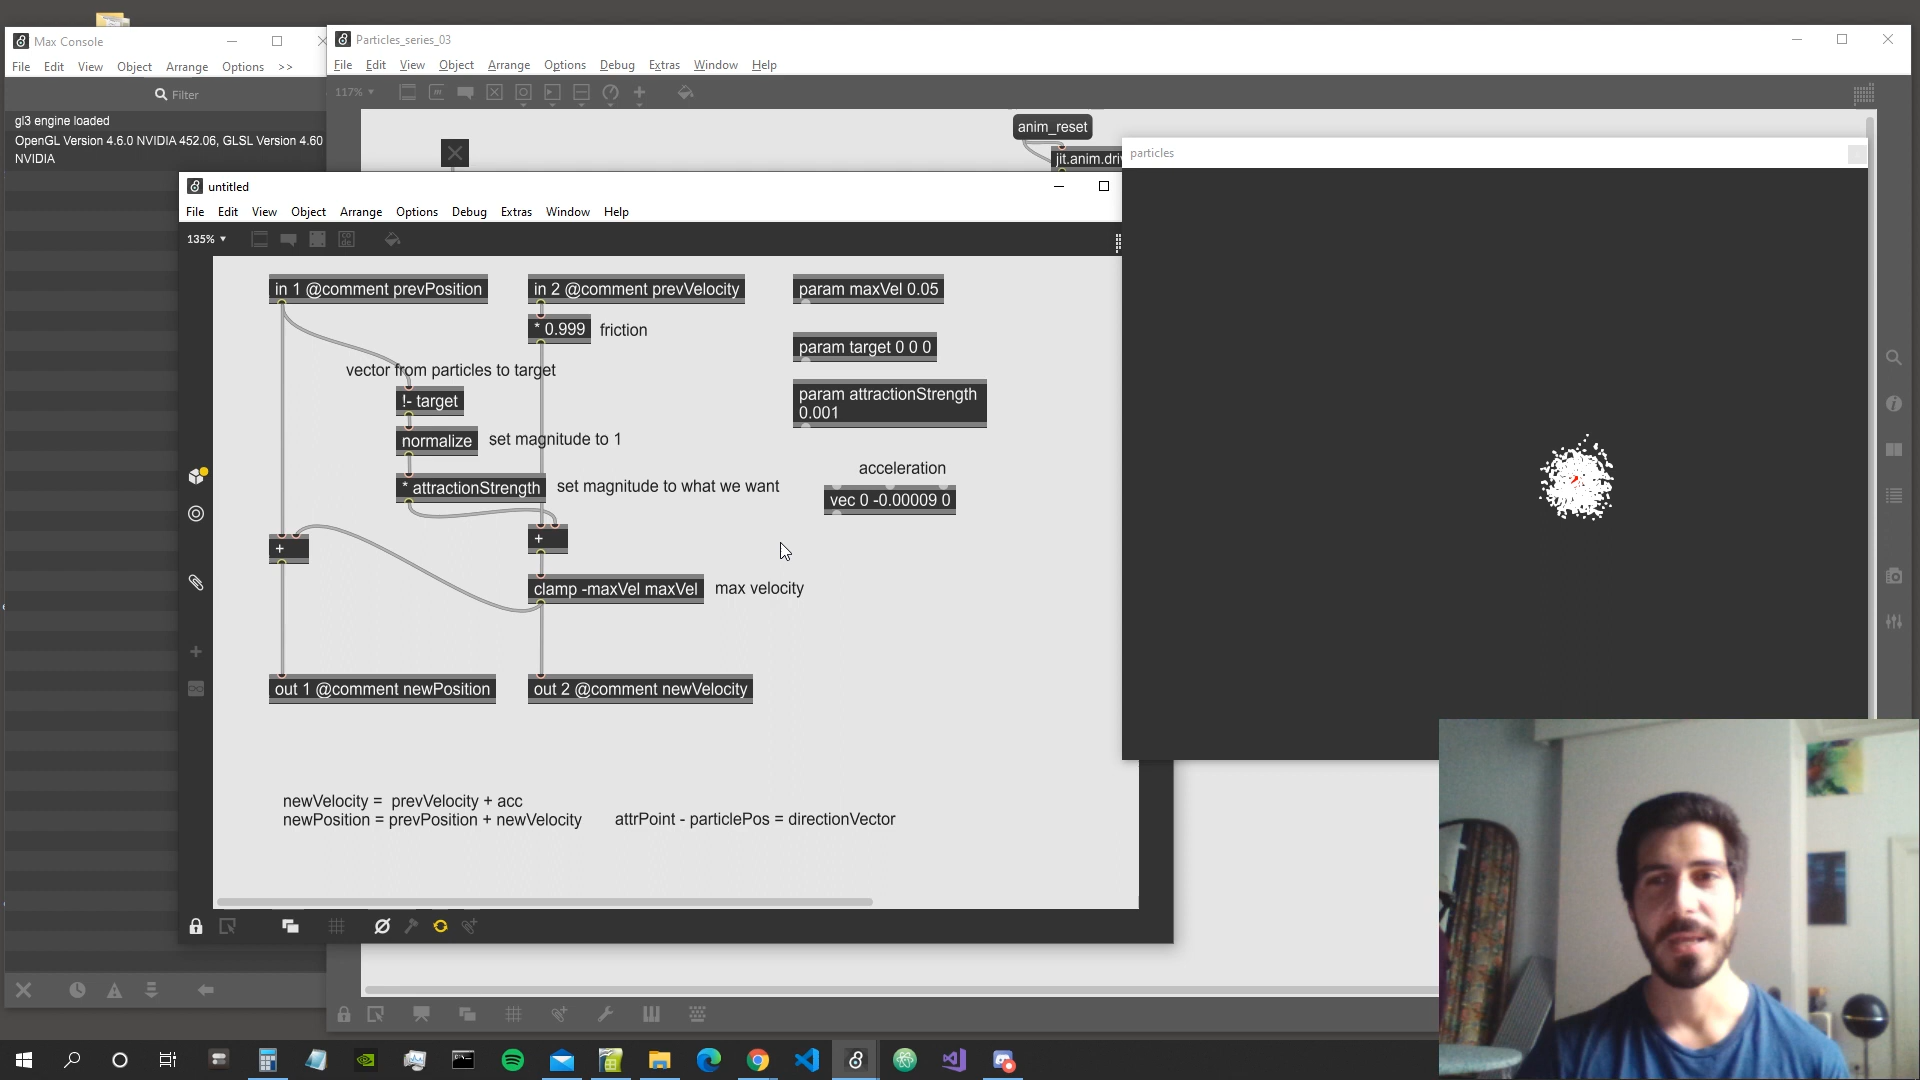 Max Console
File Edit View Object Arrange Options >>
Filter
gl3 engine loaded
OpenGL Version 4.6.0 NVIDIA 452.06, GLSL Version 4.60
NVIDIA
Particles_series_03
File Edit View Object Arrange Options Debug Extras Window Help
117%
anim_reset
jit.anim.dri
particles
untitled
File Edit View Object Arrange Options Debug Extras Window Help
135%
in 1 @comment prevPosition
in 2 @comment prevVelocity
param maxVel 0.05
* 0.999
friction
param target 0 0 0
vector from particles to target
!- target
param attractionStrength
0.001
normalize
set magnitude to 1
acceleration
* attractionStrength
set magnitude to what we want
vec 0 -0.00009 0
+
+
clamp -maxVel maxVel
max velocity
out 1 @comment newPosition
out 2 @comment newVelocity
newVelocity = prevVelocity + acc
newPosition = prevPosition + newVelocity
attrPoint - particlePos = directionVector